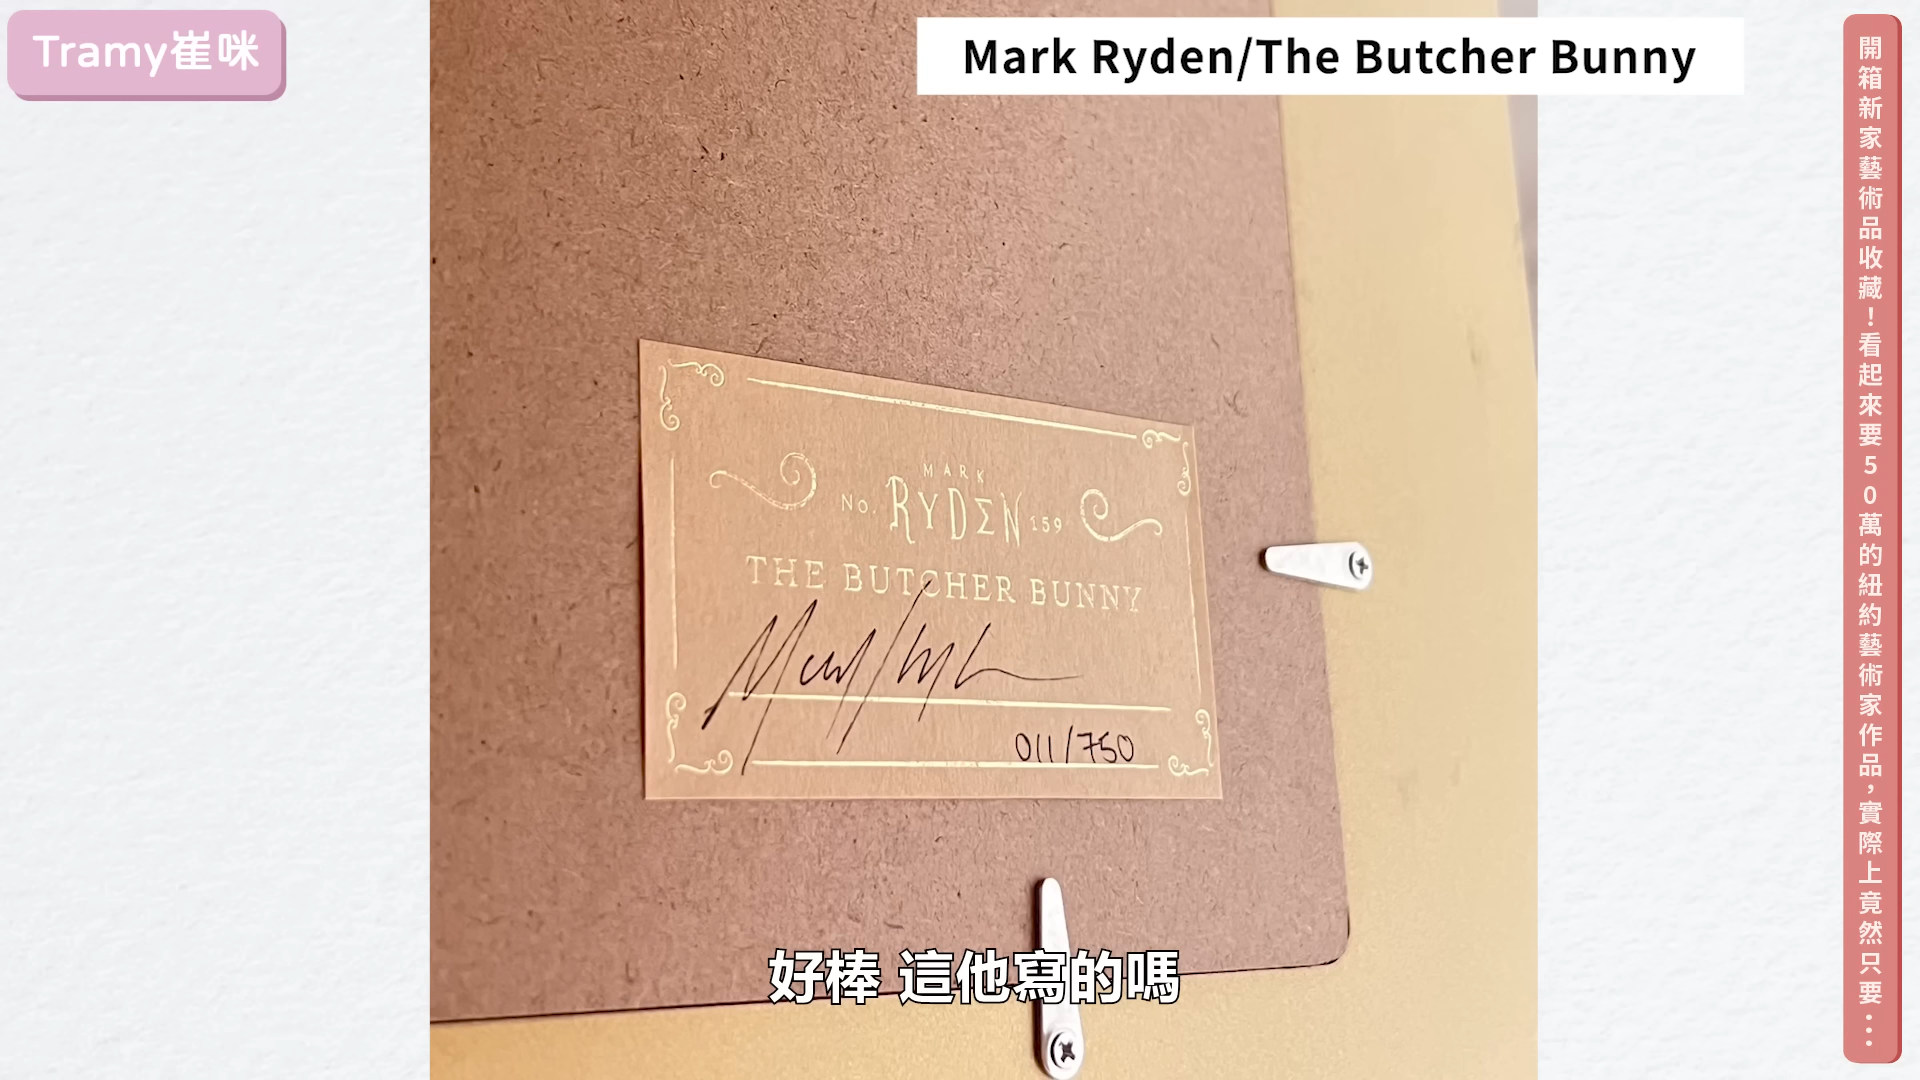 Tramy崔咪
Mark Ryden/The Butcher Bunny
MARK
No. RYDEN 159
THE BUTCHER BUNNY
011/750
好棒 這他寫的嗎
開箱新家藝術品收藏！看起來要50萬的紐約藝術家作品，實際上竟然只要…